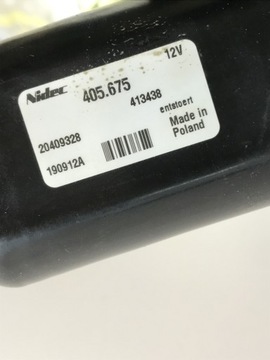 Nidec 405.675 12V
413438
entstoert
20409328
190912A
Made in
Poland